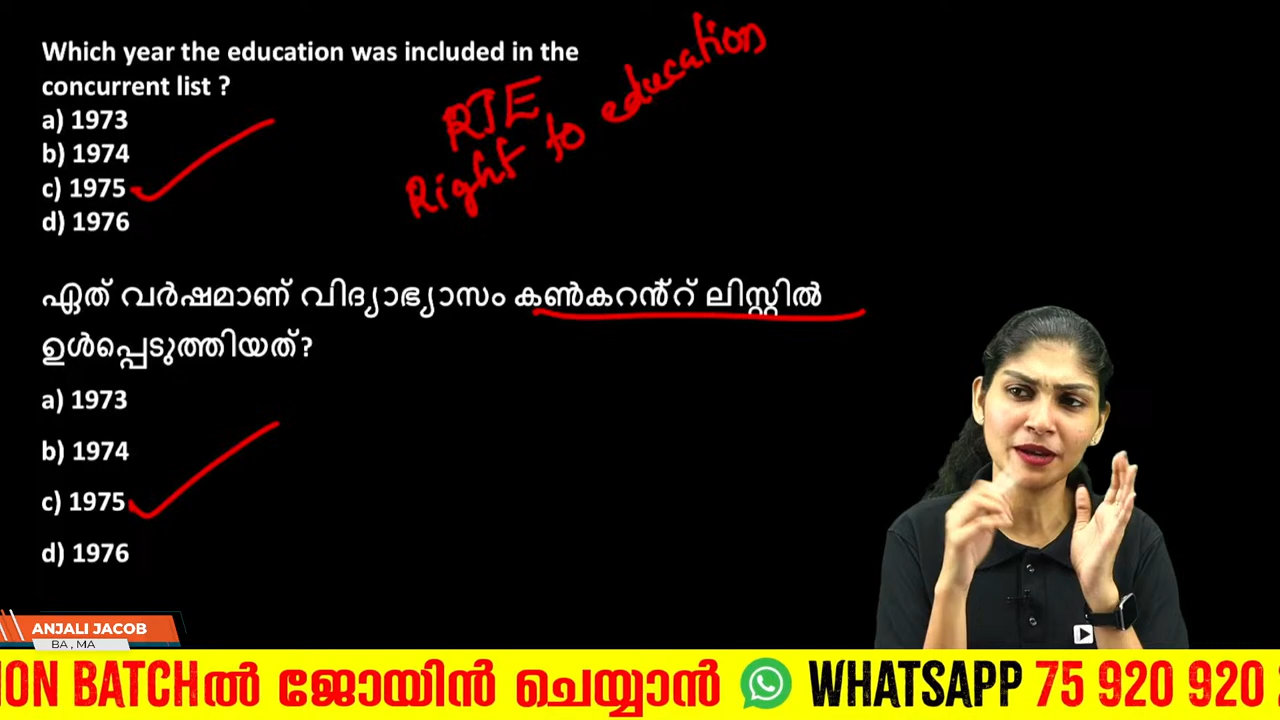 Which year the education was included in the
concurrent list ?
a) 1973
b) 1974
c) 1975
d) 1976
RTE
Right to education
ഏത് വർഷമാണ് വിദ്യാഭ്യാസം കൺകറൻ്റ് ലിസ്റ്റിൽ
ഉൾപ്പെടുത്തിയത്?
a) 1973
b) 1974
c) 1975
d) 1976
ANJALI JACOB
BA , MA
ION BATCHൽ ജോയിൻ ചെയ്യാൻ WHATSAPP 75 920 920